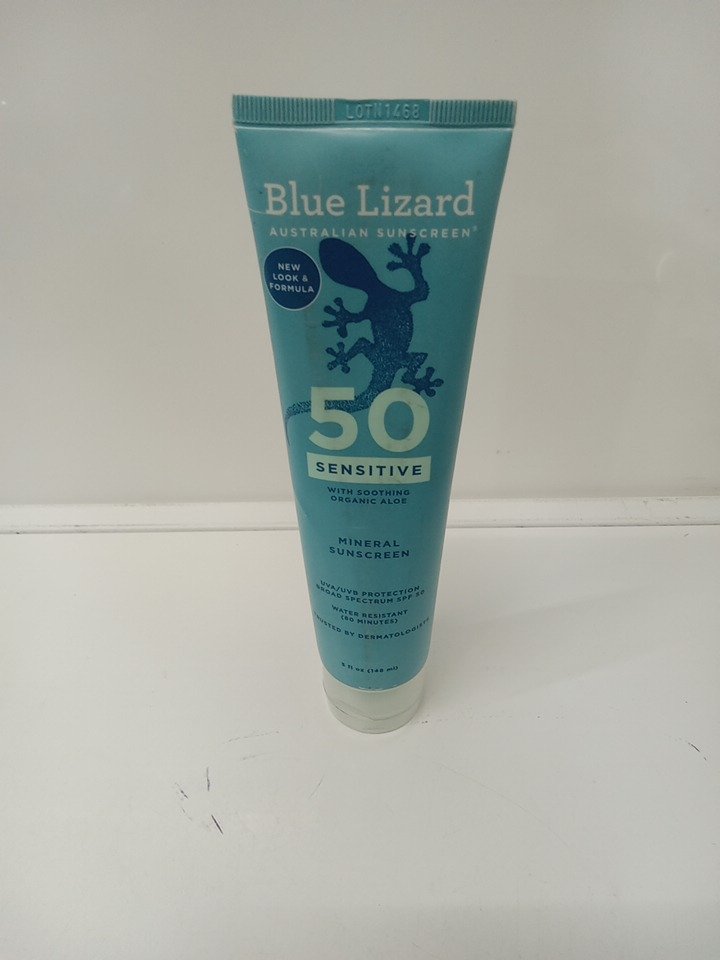 LOTN1468
Blue Lizard
AUSTRALIAN SUNSCREEN®
NEW
LOOK &
FORMULA
50
SENSITIVE
WITH SOOTHING
ORGANIC ALOE
MINERAL
SUNSCREEN
UVA/UVB PROTECTION
BROAD SPECTRUM SPF 50
WATER RESISTANT
(80 MINUTES)
TRUSTED BY DERMATOLOGISTS
5 fl oz (148 ml)